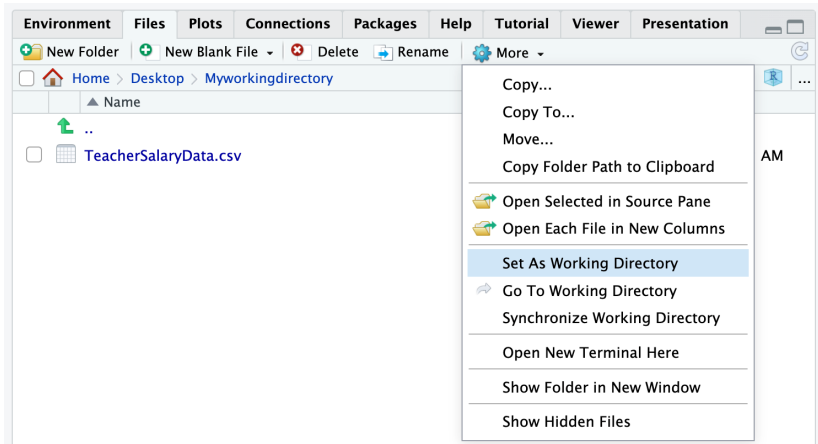 Environment Files Plots Connections Packages Help Tutorial Viewer Presentation
New Folder New Blank File Delete Rename More
Home > Desktop > Myworkingdirectory R ...
Name
..
TeacherSalaryData.csv AM
Copy...
Copy To...
Move...
Copy Folder Path to Clipboard
Open Selected in Source Pane
Open Each File in New Columns
Set As Working Directory
Go To Working Directory
Synchronize Working Directory
Open New Terminal Here
Show Folder in New Window
Show Hidden Files